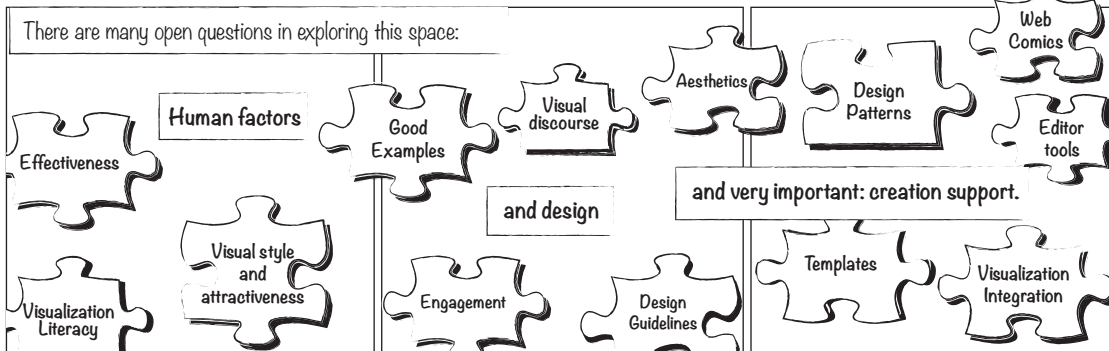 There are many open questions in exploring this space:
Human factors
Effectiveness
Visual style
and
attractiveness
Visualization
Literacy
Good
Examples
Visual
discourse
Aesthetics
and design
Engagement
Design
Guidelines
Design
Patterns
Web
Comics
Editor
tools
and very important: creation support.
Templates
Visualization
Integration